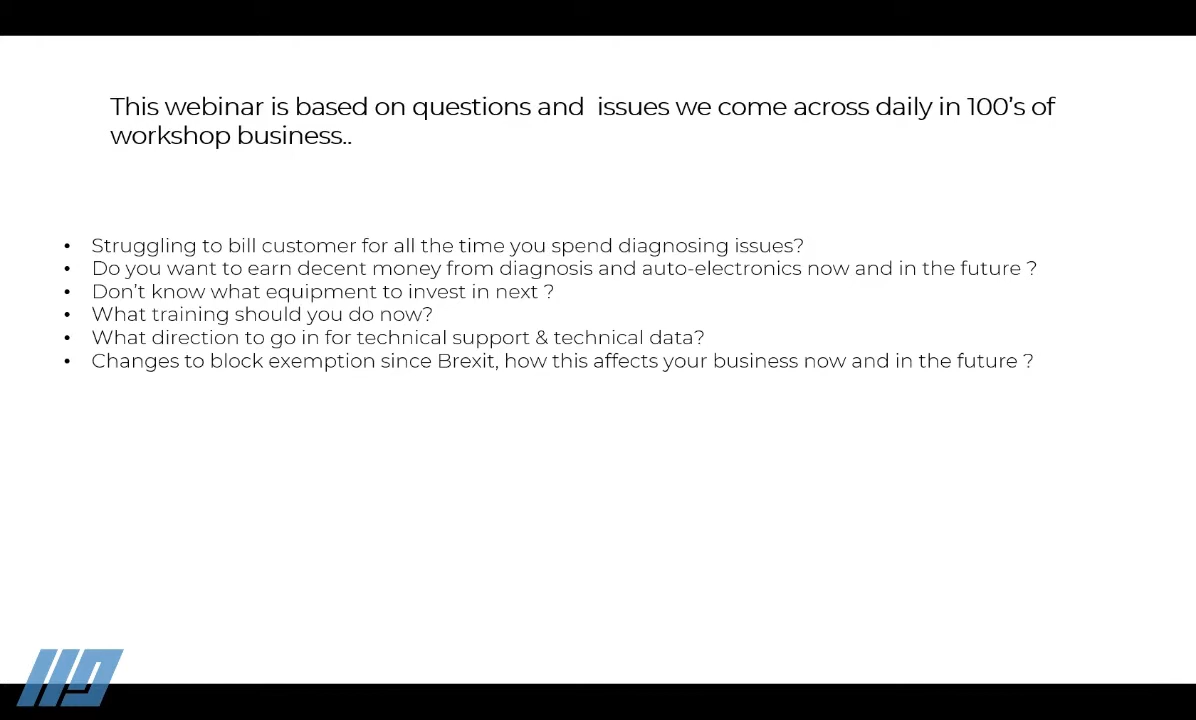 This webinar is based on questions and  issues we come across daily in 100’s of
workshop business..
• Struggling to bill customer for all the time you spend diagnosing issues?
• Do you want to earn decent money from diagnosis and auto-electronics now and in the future ?
• Don’t know what equipment to invest in next ?
• What training should you do now?
• What direction to go in for technical support & technical data?
• Changes to block exemption since Brexit, how this affects your business now and in the future ?